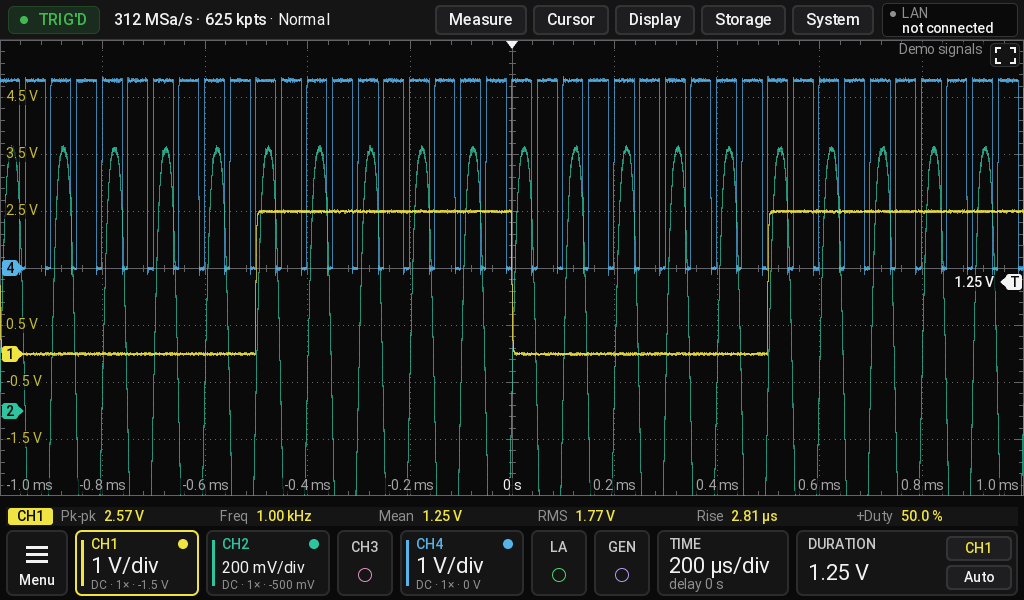 TRIG'D 312 MSa/s · 625 kpts · Normal Measure Cursor Display Storage System LAN
not connected
Demo signals
4.5 V
3.5 V
2.5 V
4
1.25 V T
0.5 V
1
-0.5 V
2
-1.5 V
-1.0 ms -0.8 ms -0.6 ms -0.4 ms -0.2 ms 0 s 0.2 ms 0.4 ms 0.6 ms 0.8 ms 1.0 ms
CH1 Pk-pk 2.57 V Freq 1.00 kHz Mean 1.25 V RMS 1.77 V Rise 2.81 µs +Duty 50.0 %
Menu
CH1
1 V/div
DC · 1× · -1.5 V
CH2
200 mV/div
DC · 1× · -500 mV
CH3
CH4
1 V/div
DC · 1× · 0 V
LA
GEN
TIME
200 µs/div
delay 0 s
DURATION
1.25 V
CH1
Auto